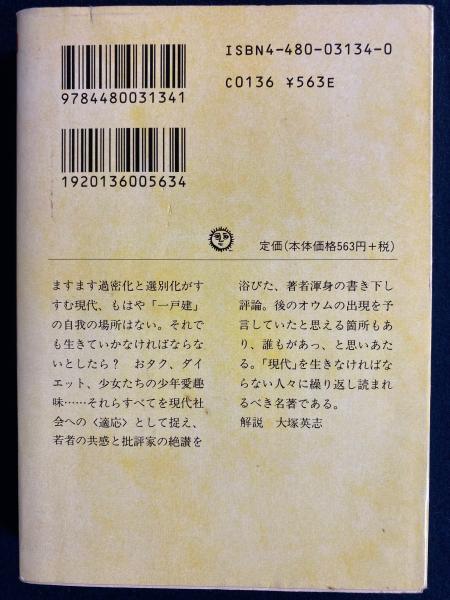 ISBN4-480-03134-0
C0136 ¥563E
9784480031341
1920136005634
定価(本体価格563円+税)
ますます過密化と選別化がす
すむ現代、もはや「一戸建」
の自我の場所はない。それで
も生きていかなければならな
いとしたら? おタク、ダイ
エット、少女たちの少年愛趣
味……それらすべてを現代社
会への〈適応〉として捉え、
若者の共感と批評家の絶讃を
浴びた、著者渾身の書き下し
評論。後のオウムの出現を予
言していたと思える箇所もあ
り、誰もがあっ、と思いあた
る。「現代」を生きなければな
らない人々に繰り返し読まれ
るべき名著である。
解説 大塚英志